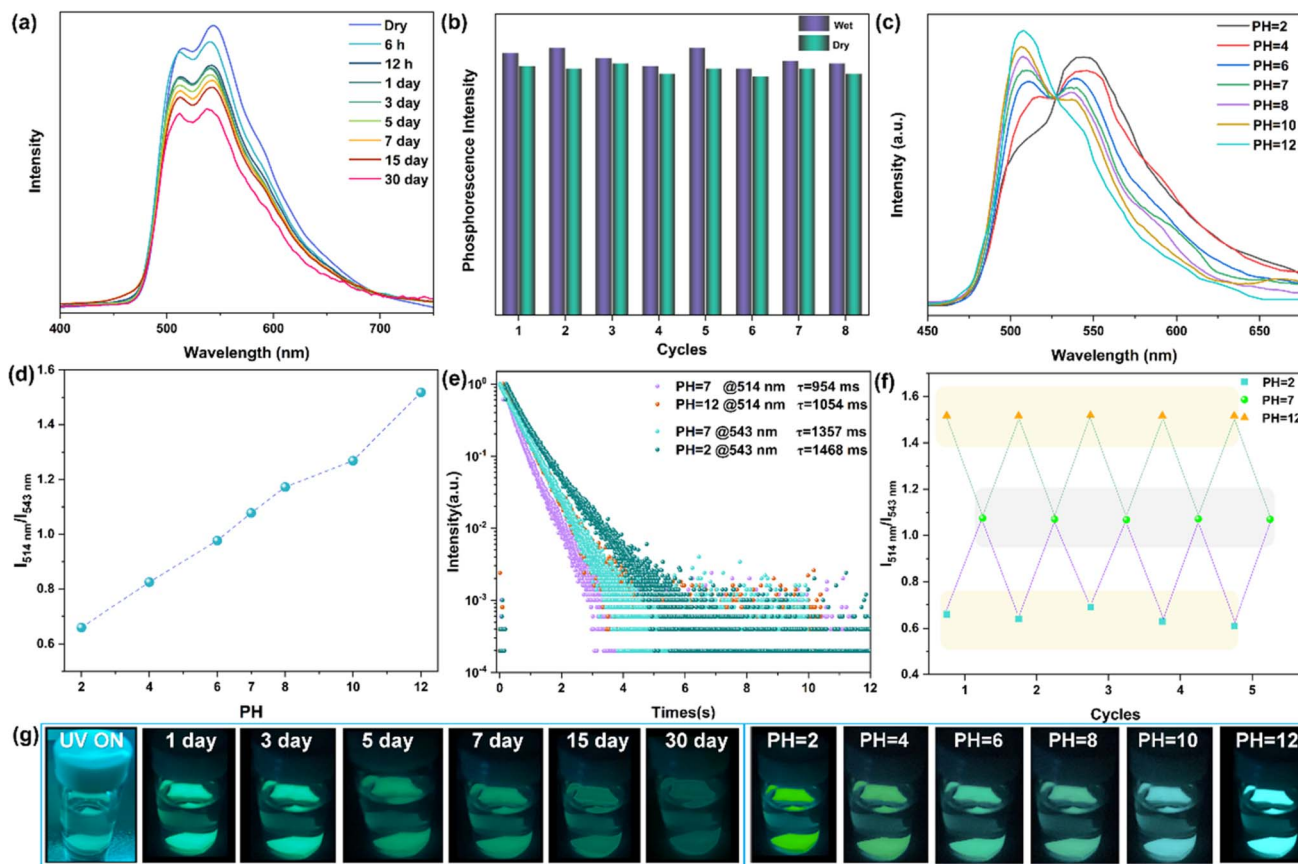 (a)
Dry
6 h
12 h
1 day
3 day
5 day
7 day
15 day
30 day
Intensity
400 500 600 700
Wavelength (nm)
(b)
Wet
Dry
Phosphorescence Intensity
1 2 3 4 5 6 7 8
Cycles
(c)
PH=2
PH=4
PH=6
PH=7
PH=8
PH=10
PH=12
Intensity (a.u.)
450 500 550 600 650
Wavelength (nm)
(d)
I514 nm/I543 nm
1.6
1.4
1.2
1.0
0.8
0.6
2 4 6 8 10 12
PH
(e)
PH=7 @514 nm τ=954 ms
PH=12 @514 nm τ=1054 ms
PH=7 @543 nm τ=1357 ms
PH=2 @543 nm τ=1468 ms
Intensity(a.u.)
10^0
10^-1
10^-2
10^-3
10^-4
0 2 4 6 8 10 12
Times(s)
(f)
PH=2
PH=7
PH=12
I514 nm/I543 nm
1.6
1.4
1.2
1.0
0.8
0.6
0.4
1 2 3 4 5
Cycles
(g)
UV ON 1 day 3 day 5 day 7 day 15 day 30 day PH=2 PH=4 PH=6 PH=8 PH=10 PH=12